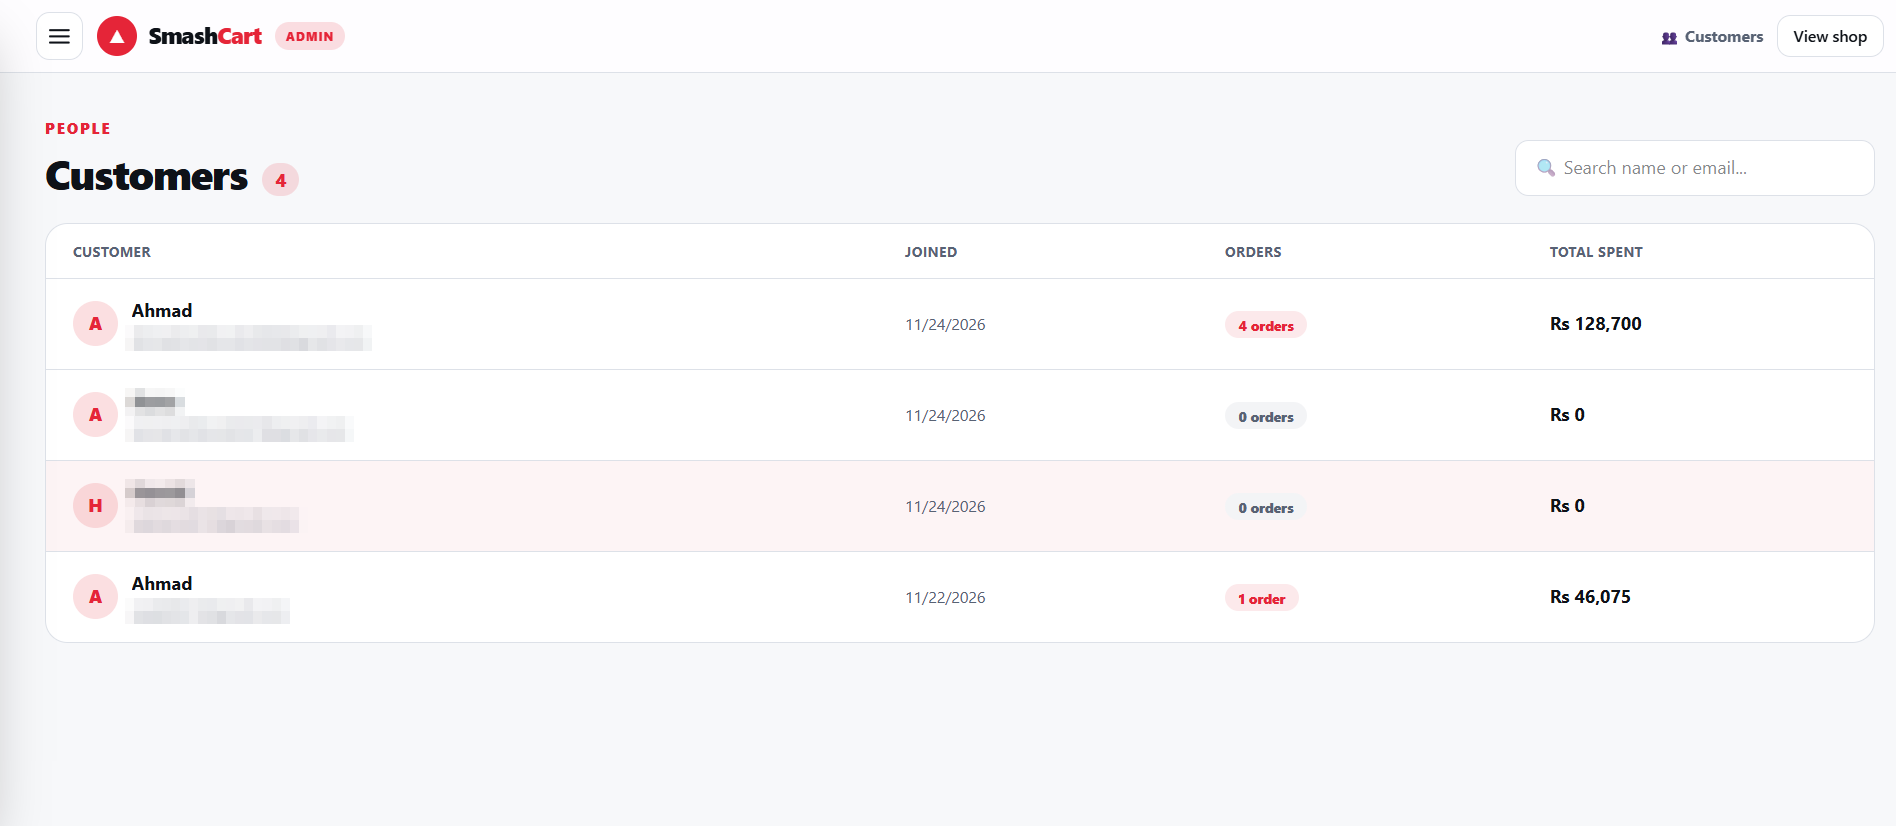 SmashCart ADMIN
Customers View shop
PEOPLE
Customers 4
Search name or email...
CUSTOMER JOINED ORDERS TOTAL SPENT
A Ahmad 11/24/2026 4 orders Rs 128,700
A 11/24/2026 0 orders Rs 0
H 11/24/2026 0 orders Rs 0
A Ahmad 11/22/2026 1 order Rs 46,075